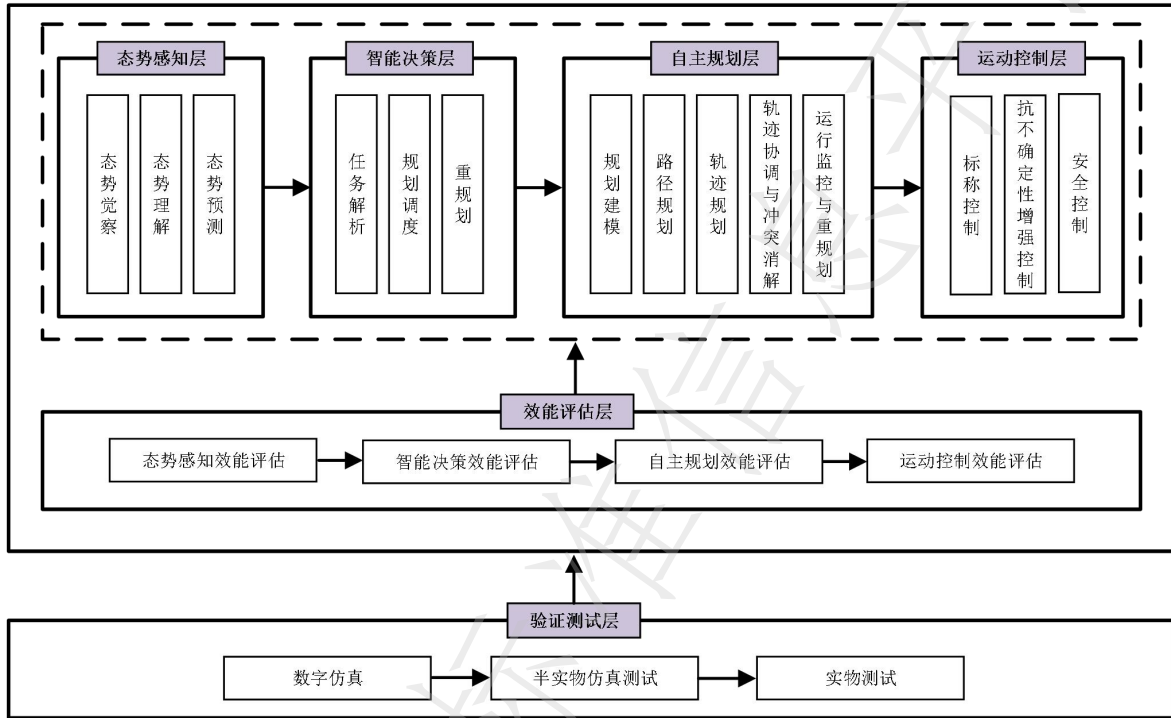 态势感知层
态势觉察
态势理解
态势预测
智能决策层
任务解析
规划调度
重规划
自主规划层
规划建模
路径规划
轨迹规划
轨迹协调与冲突消解
运行监控与重规划
运动控制层
标称控制
抗不确定性增强控制
安全控制
效能评估层
态势感知效能评估
智能决策效能评估
自主规划效能评估
运动控制效能评估
验证测试层
数字仿真
半实物仿真测试
实物测试